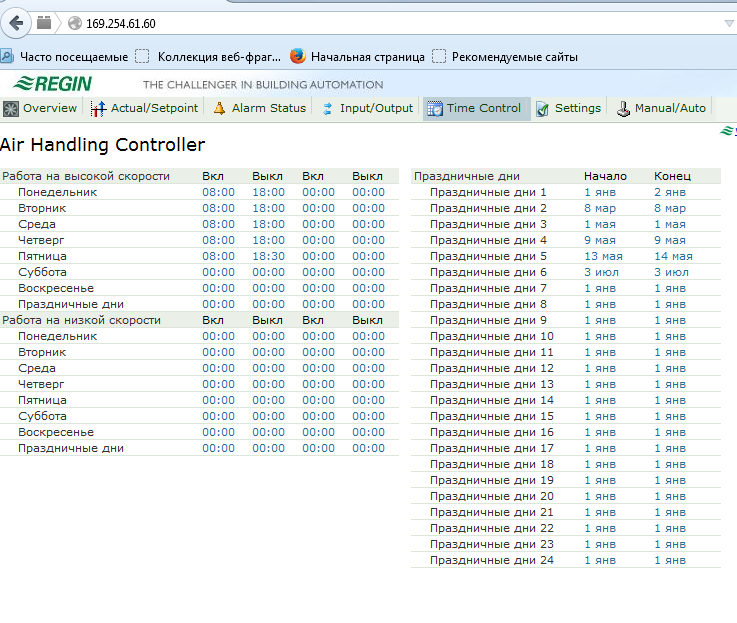 169.254.61.60
Часто посещаемые Коллекция веб-фраг... Начальная страница Рекомендуемые сайты
REGIN THE CHALLENGER IN BUILDING AUTOMATION
Overview Actual/Setpoint Alarm Status Input/Output Time Control Settings Manual/Auto
Air Handling Controller
Работа на высокой скорости Вкл Выкл Вкл Выкл
Понедельник 08:00 18:00 00:00 00:00
Вторник 08:00 18:00 00:00 00:00
Среда 08:00 18:00 00:00 00:00
Четверг 08:00 18:00 00:00 00:00
Пятница 08:00 18:30 00:00 00:00
Суббота 00:00 00:00 00:00 00:00
Воскресенье 00:00 00:00 00:00 00:00
Праздничные дни 00:00 00:00 00:00 00:00
Работа на низкой скорости Вкл Выкл Вкл Выкл
Понедельник 00:00 00:00 00:00 00:00
Вторник 00:00 00:00 00:00 00:00
Среда 00:00 00:00 00:00 00:00
Четверг 00:00 00:00 00:00 00:00
Пятница 00:00 00:00 00:00 00:00
Суббота 00:00 00:00 00:00 00:00
Воскресенье 00:00 00:00 00:00 00:00
Праздничные дни 00:00 00:00 00:00 00:00
Праздничные дни Начало Конец
Праздничные дни 1 1 янв 2 янв
Праздничные дни 2 8 мар 8 мар
Праздничные дни 3 1 мая 1 мая
Праздничные дни 4 9 мая 9 мая
Праздничные дни 5 13 мая 14 мая
Праздничные дни 6 3 июл 3 июл
Праздничные дни 7 1 янв 1 янв
Праздничные дни 8 1 янв 1 янв
Праздничные дни 9 1 янв 1 янв
Праздничные дни 10 1 янв 1 янв
Праздничные дни 11 1 янв 1 янв
Праздничные дни 12 1 янв 1 янв
Праздничные дни 13 1 янв 1 янв
Праздничные дни 14 1 янв 1 янв
Праздничные дни 15 1 янв 1 янв
Праздничные дни 16 1 янв 1 янв
Праздничные дни 17 1 янв 1 янв
Праздничные дни 18 1 янв 1 янв
Праздничные дни 19 1 янв 1 янв
Праздничные дни 20 1 янв 1 янв
Праздничные дни 21 1 янв 1 янв
Праздничные дни 22 1 янв 1 янв
Праздничные дни 23 1 янв 1 янв
Праздничные дни 24 1 янв 1 янв